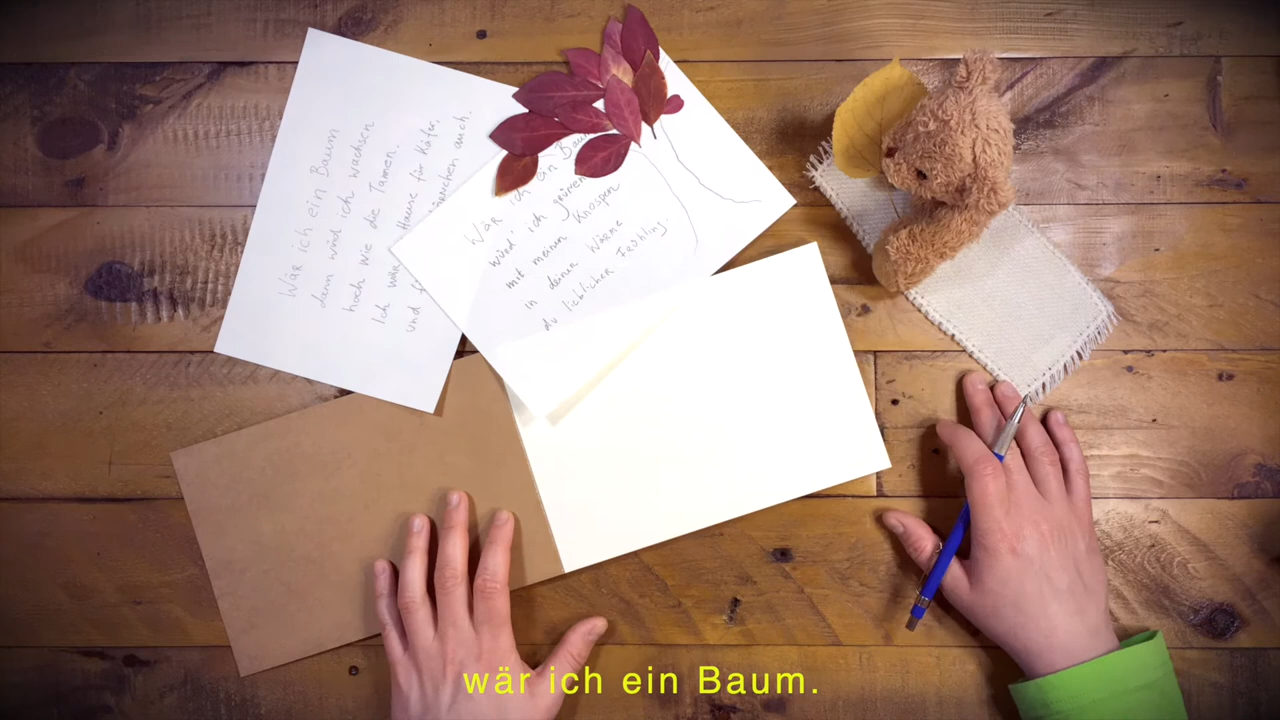 Wär ich ein Baum
dann würd ich wachsen
hoch wie die Tannen.
Ich wär Hause für Käfer,
und auch.
Wär ich ein Baum
würd' ich grünen
mit meinen Knospen
in deiner Wärme
du lieblicher Frühling.
wär ich ein Baum.